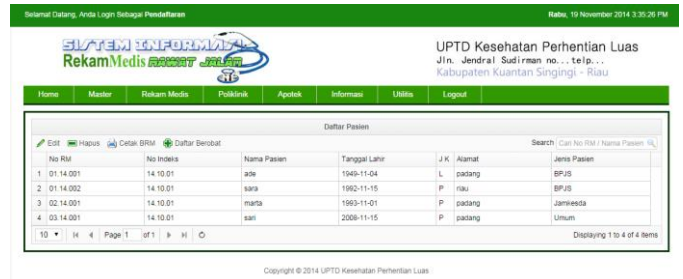 Selamat Datang, Anda Login Sebagai Pendaftaran
Rabu, 19 November 2014 3:35:26 PM
SISTEM INFORMASI
RekamMedis RAWAT JALAN
UPTD Kesehatan Perhentian Luas
Jln. Jendral Sudirman no...telp...
Kabupaten Kuantan Singingi - Riau
Home Master Rekam Medis Poliklinik Apotek Informasi Utilitis Logout
Daftar Pasien
Edit Hapus Cetak BRM Daftar Berobat Search Cari No RM / Nama Pasien
No RM No Indeks Nama Pasien Tanggal Lahir J K Alamat Jenis Pasien
1 01.14.001 14.10.01 ade 1949-11-04 L padang BPJS
2 01.14.002 14.10.01 sara 1992-11-15 P riau BPJS
3 02.14.001 14.10.01 marta 1993-11-01 P padang Jamkesda
4 03.14.001 14.10.01 sari 2006-11-15 P padang Umum
10 Page 1 of 1 Displaying 1 to 4 of 4 items
Copyright © 2014 UPTD Kesehatan Perhentian Luas